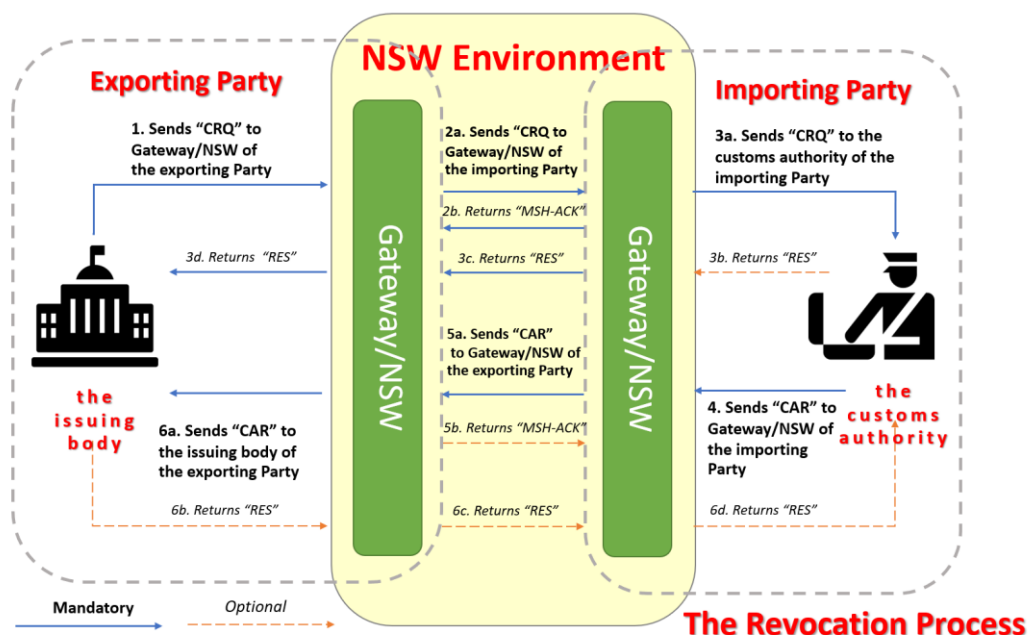 NSW Environment
Exporting Party
Importing Party
1. Sends “CRQ” to
Gateway/NSW of
the exporting Party
2a. Sends “CRQ to
Gateway/NSW of
the importing Party
3a. Sends “CRQ” to the
customs authority of the
importing Party
2b. Returns “MSH-ACK”
3d. Returns “RES”
3c. Returns “RES”
3b. Returns “RES”
Gateway/NSW
Gateway/NSW
5a. Sends “CAR”
to Gateway/NSW of
the exporting Party
the
issuing
body
the
customs
authority
6a. Sends “CAR” to
the issuing body of
the exporting Party
4. Sends “CAR” to
Gateway/NSW of
the importing
Party
5b. Returns “MSH-ACK”
6b. Returns “RES”
6c. Returns “RES”
6d. Returns “RES”
Mandatory
Optional
The Revocation Process